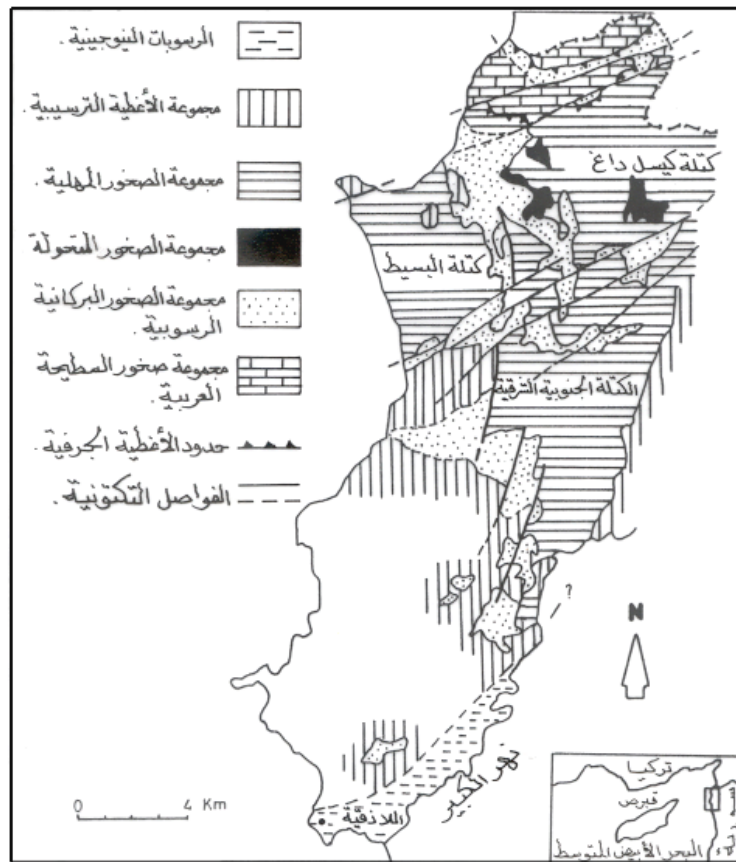 الرسوبات النيوجينية.
مجموعة الأغطية الترسيبية.
مجموعة الصخور المهلية.
مجموعة الصخور المتحولة
مجموعة الصخور البركانية
الرسوبية.
مجموعة صخور السطيحة
العربية.
حدود الأغطية الجرفية.
الفواصل التكتونية.
كتلة كيسل داغ
كتلة البسيط
الكتلة الجنوبية الشرقية
?
N
نهر الكبير
اللاذقية
0 4 Km
تركيا
قبرص
البحر الأبيض المتوسط